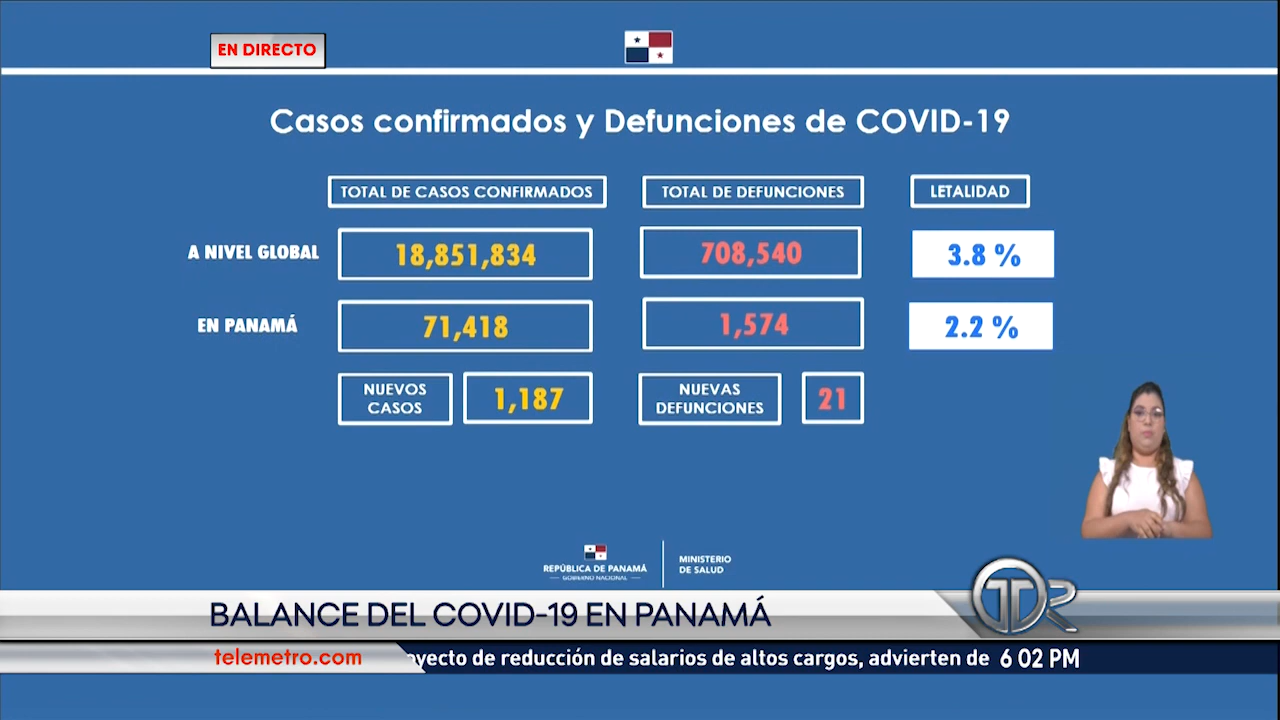 EN DIRECTO
Casos confirmados y Defunciones de COVID-19
TOTAL DE CASOS CONFIRMADOS
TOTAL DE DEFUNCIONES
LETALIDAD
A NIVEL GLOBAL
18,851,834
708,540
3.8 %
EN PANAMÁ
71,418
1,574
2.2 %
NUEVOS
CASOS
1,187
NUEVAS
DEFUNCIONES
21
REPÚBLICA DE PANAMÁ
— GOBIERNO NACIONAL —
MINISTERIO
DE SALUD
BALANCE DEL COVID-19 EN PANAMÁ
TR
telemetro.com
oyecto de reducción de salarios de altos cargos, advierten de
6 02 PM